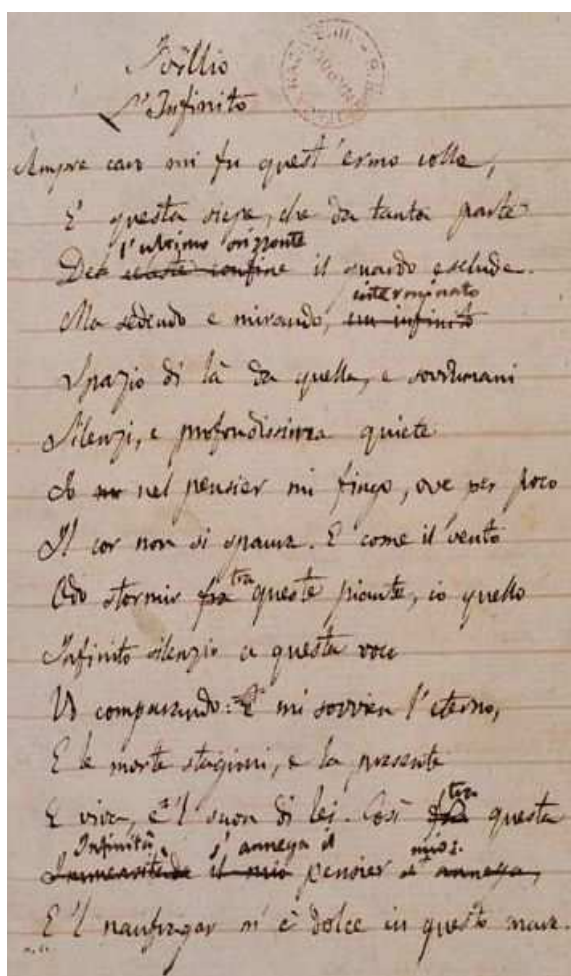 Idillio
L'Infinito
Sempre caro mi fu quest'ermo colle,
E questa siepe, che da tanta parte
l'ultimo orizzonte
Del celeste confine il guardo esclude.
interminato
Ma sedendo e mirando, un infinito
Spazio di là da quella, e sovrumani
Silenzi, e profondissima quiete
Io nel pensier mi fingo, ove per poco
Il cor non si spaura. E come il vento
Odo stormir fra tra queste piante, io quello
Infinito silenzio a questa voce
Vo comparando: E mi sovvien l'eterno,
E le morte stagioni, e la presente
tra
E viva, e 'l suon di lei. Così fra questa
Infinità s'annega il mio:
Immensitade il mio pensier s'annega,
E 'l naufragar m'è dolce in questo mare.